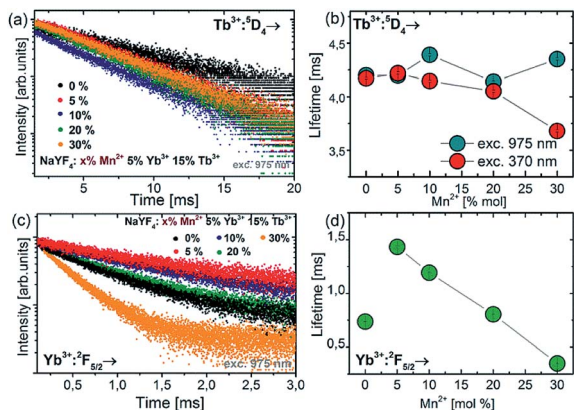 (a)
Tb³⁺:⁵D₄→
Intensity [arb.units]
0 %
5 %
10%
20 %
30%
NaYF₄: x% Mn²⁺ 5% Yb³⁺ 15% Tb³⁺
exc. 975 nm
5 10 15 20
Time [ms]
(b)
Tb³⁺:⁵D₄→
LIfetime [ms]
4,5
4,0
3,5
exc. 975 nm
exc. 370 nm
0 5 10 15 20 25 30
Mn²⁺ [% mol]
(c)
NaYF₄: x% Mn²⁺ 5 % Yb³⁺ 15% Tb³⁺
0% 10% 30%
5 % 20 %
Intensity [arb.units]
Yb³⁺:²F₅/₂→
exc. 975 nm
0,5 1,0 1,5 2,0 2,5 3,0
Time [ms]
(d)
Lifetime [ms]
1,5
1,0
0,5
Yb³⁺:²F₅/₂→
0 5 10 15 20 25 30
Mn²⁺ [mol %]